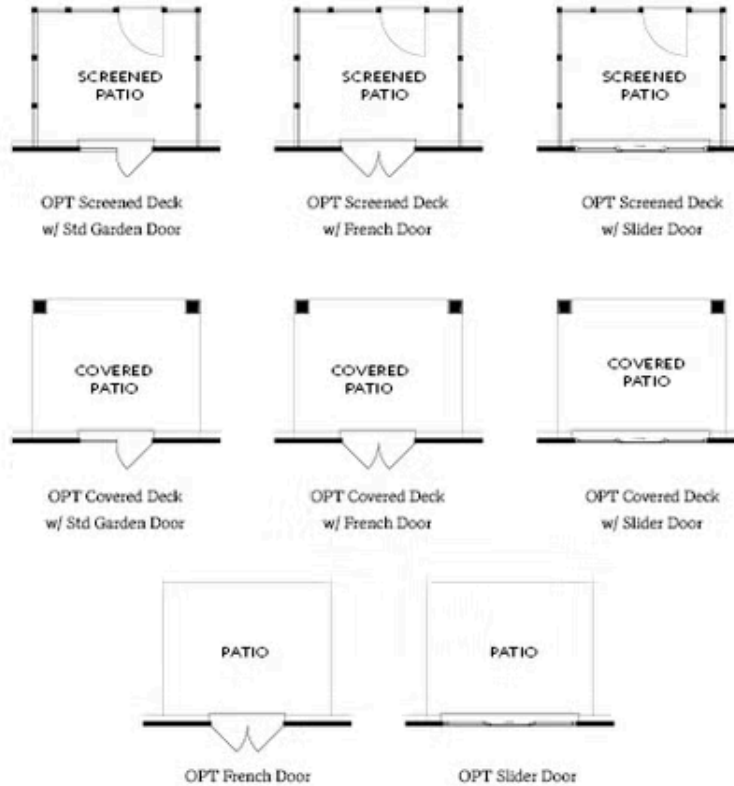 SCREENED
PATIO
SCREENED
PATIO
SCREENED
PATIO
OPT Screened Deck
w/ Std Garden Door
OPT Screened Deck
w/ French Door
OPT Screened Deck
w/ Slider Door
COVERED
PATIO
COVERED
PATIO
COVERED
PATIO
OPT Covered Deck
w/ Std Garden Door
OPT Covered Deck
w/ French Door
OPT Covered Deck
w/ Slider Door
PATIO
PATIO
OPT French Door
OPT Slider Door